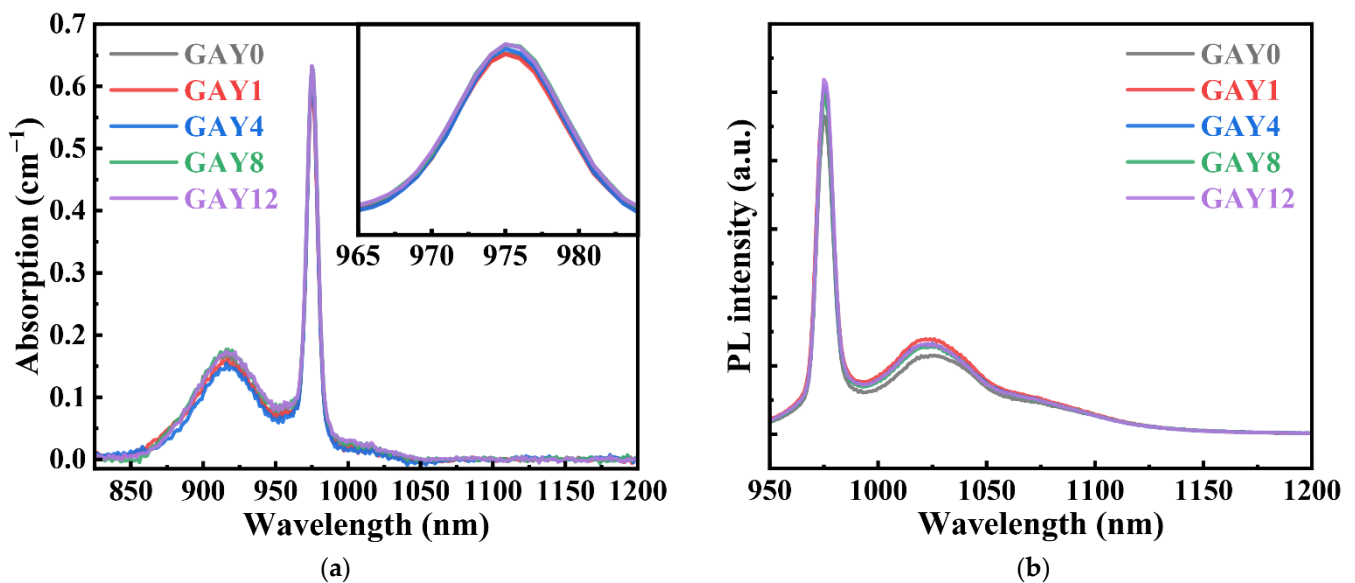 0.7
0.6
0.5
0.4
0.3
0.2
0.1
0.0
Absorption (cm⁻¹)
GAY0
GAY1
GAY4
GAY8
GAY12
965 970 975 980
850 900 950 1000 1050 1100 1150 1200
Wavelength (nm)
(a)
PL intensity (a.u.)
GAY0
GAY1
GAY4
GAY8
GAY12
950 1000 1050 1100 1150 1200
Wavelength (nm)
(b)